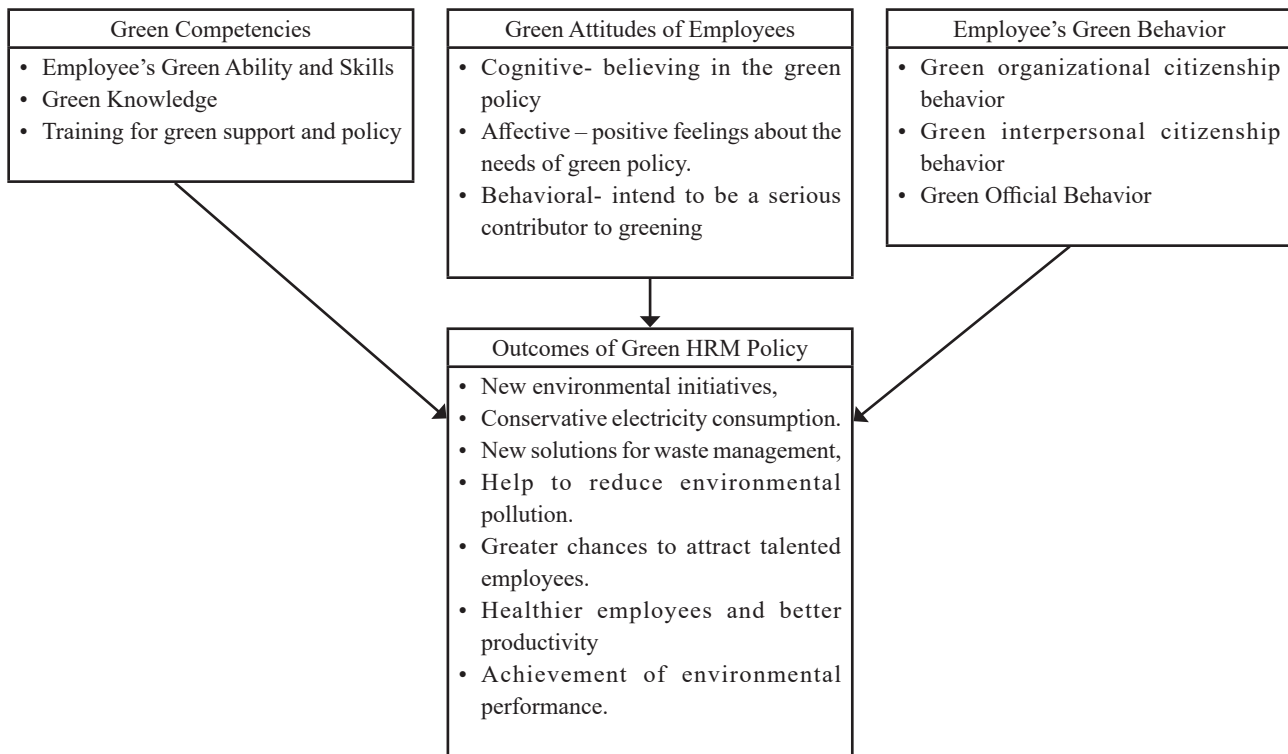 Green Competencies
• Employee’s Green Ability and Skills
• Green Knowledge
• Training for green support and policy
Green Attitudes of Employees
• Cognitive- believing in the green
policy
• Affective – positive feelings about the
needs of green policy.
• Behavioral- intend to be a serious
contributor to greening
Employee’s Green Behavior
• Green organizational citizenship
behavior
• Green interpersonal citizenship
behavior
• Green Official Behavior
Outcomes of Green HRM Policy
• New environmental initiatives,
• Conservative electricity consumption.
• New solutions for waste management,
• Help to reduce environmental
pollution.
• Greater chances to attract talented
employees.
• Healthier employees and better
productivity
• Achievement of environmental
performance.